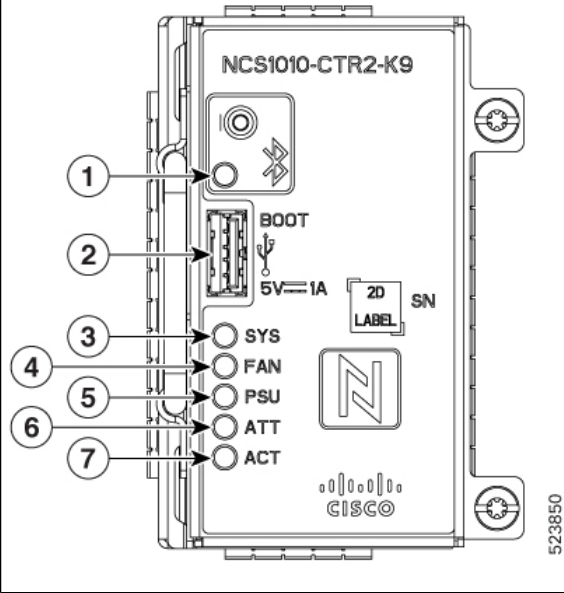 NCS1010-CTR2-K9
1
2
BOOT
5V 1A
2D
LABEL
SN
3
SYS
4
FAN
5
PSU
6
ATT
7
ACT
CISCO
523850